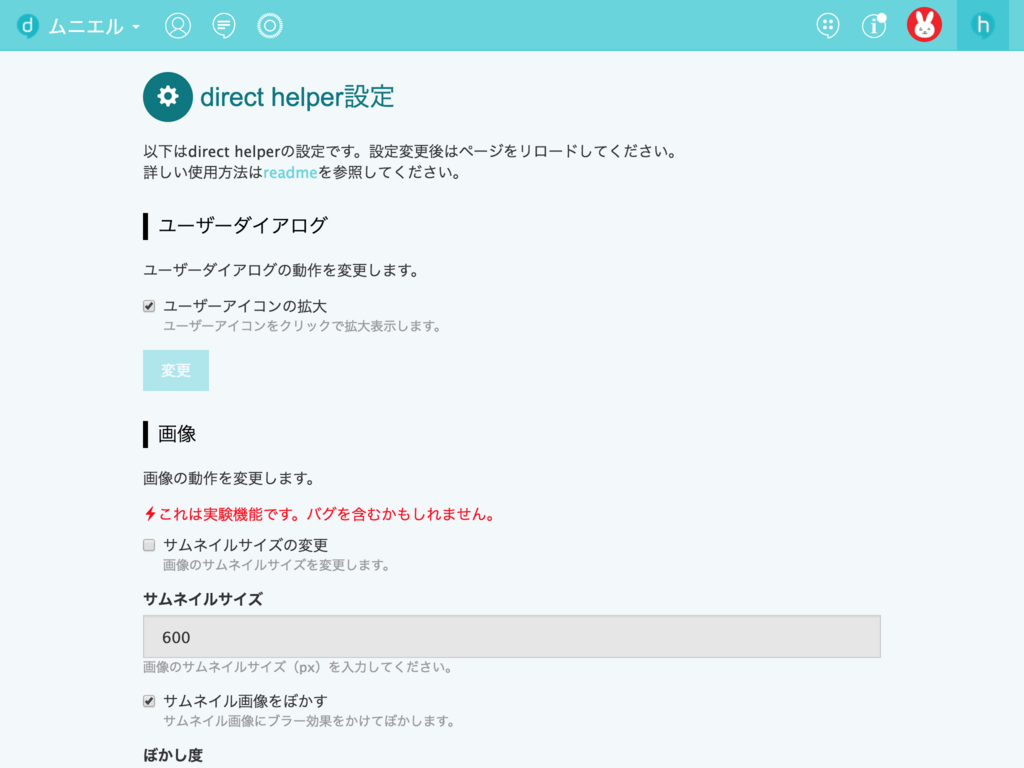 d ムニエル
h
direct helper設定
以下はdirect helperの設定です。設定変更後はページをリロードしてください。
詳しい使用方法はreadmeを参照してください。
ユーザーダイアログ
ユーザーダイアログの動作を変更します。
ユーザーアイコンの拡大
ユーザーアイコンをクリックで拡大表示します。
変更
画像
画像の動作を変更します。
これは実験機能です。バグを含むかもしれません。
サムネイルサイズの変更
画像のサムネイルサイズを変更します。
サムネイルサイズ
600
画像のサムネイルサイズ（px）を入力してください。
サムネイル画像をぼかす
サムネイル画像にブラー効果をかけてぼかします。
ぼかし度